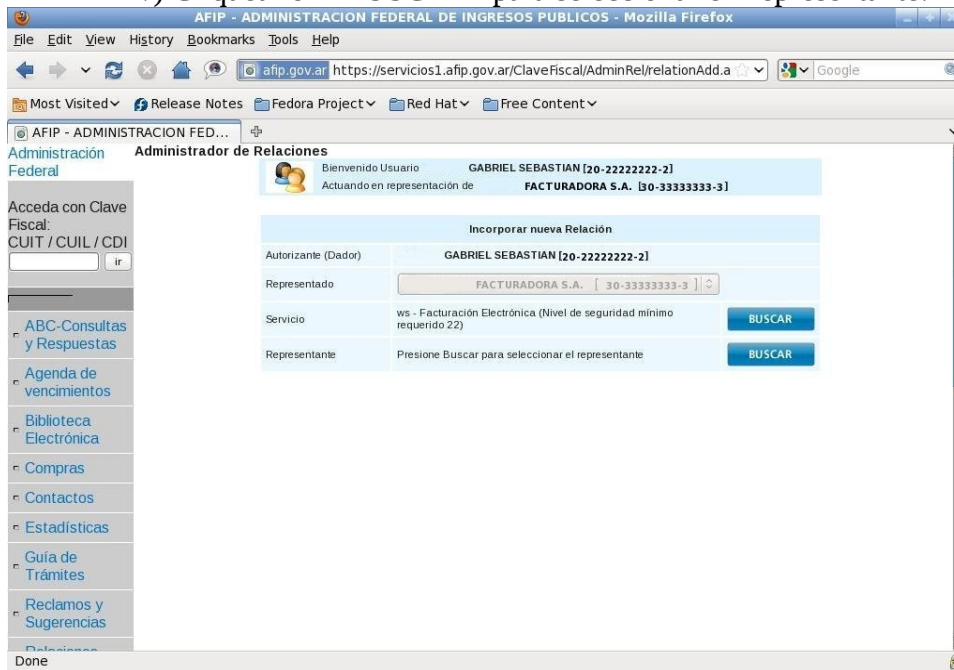 AFIP - ADMINISTRACION FEDERAL DE INGRESOS PUBLICOS - Mozilla Firefox
File Edit View History Bookmarks Tools Help
afip.gov.ar https://servicios1.afip.gov.ar/ClaveFiscal/AdminRel/relationAdd.a Google
Most Visited Release Notes Fedora Project Red Hat Free Content
AFIP - ADMINISTRACION FED...
Administración Federal
Acceda con Clave Fiscal:
CUIT / CUIL / CDI
ir
ABC-Consultas y Respuestas
Agenda de vencimientos
Biblioteca Electrónica
Compras
Contactos
Estadísticas
Guía de Trámites
Reclamos y Sugerencias
Administrador de Relaciones
Bienvenido Usuario GABRIEL SEBASTIAN [20-22222222-2]
Actuando en representación de FACTURADORA S.A. [30-33333333-3]
Incorporar nueva Relación
Autorizante (Dador) GABRIEL SEBASTIAN [20-22222222-2]
Representado FACTURADORA S.A. [ 30-33333333-3 ]
Servicio ws - Facturación Electrónica (Nivel de seguridad mínimo requerido 22) BUSCAR
Representante Presione Buscar para seleccionar el representante BUSCAR
Done